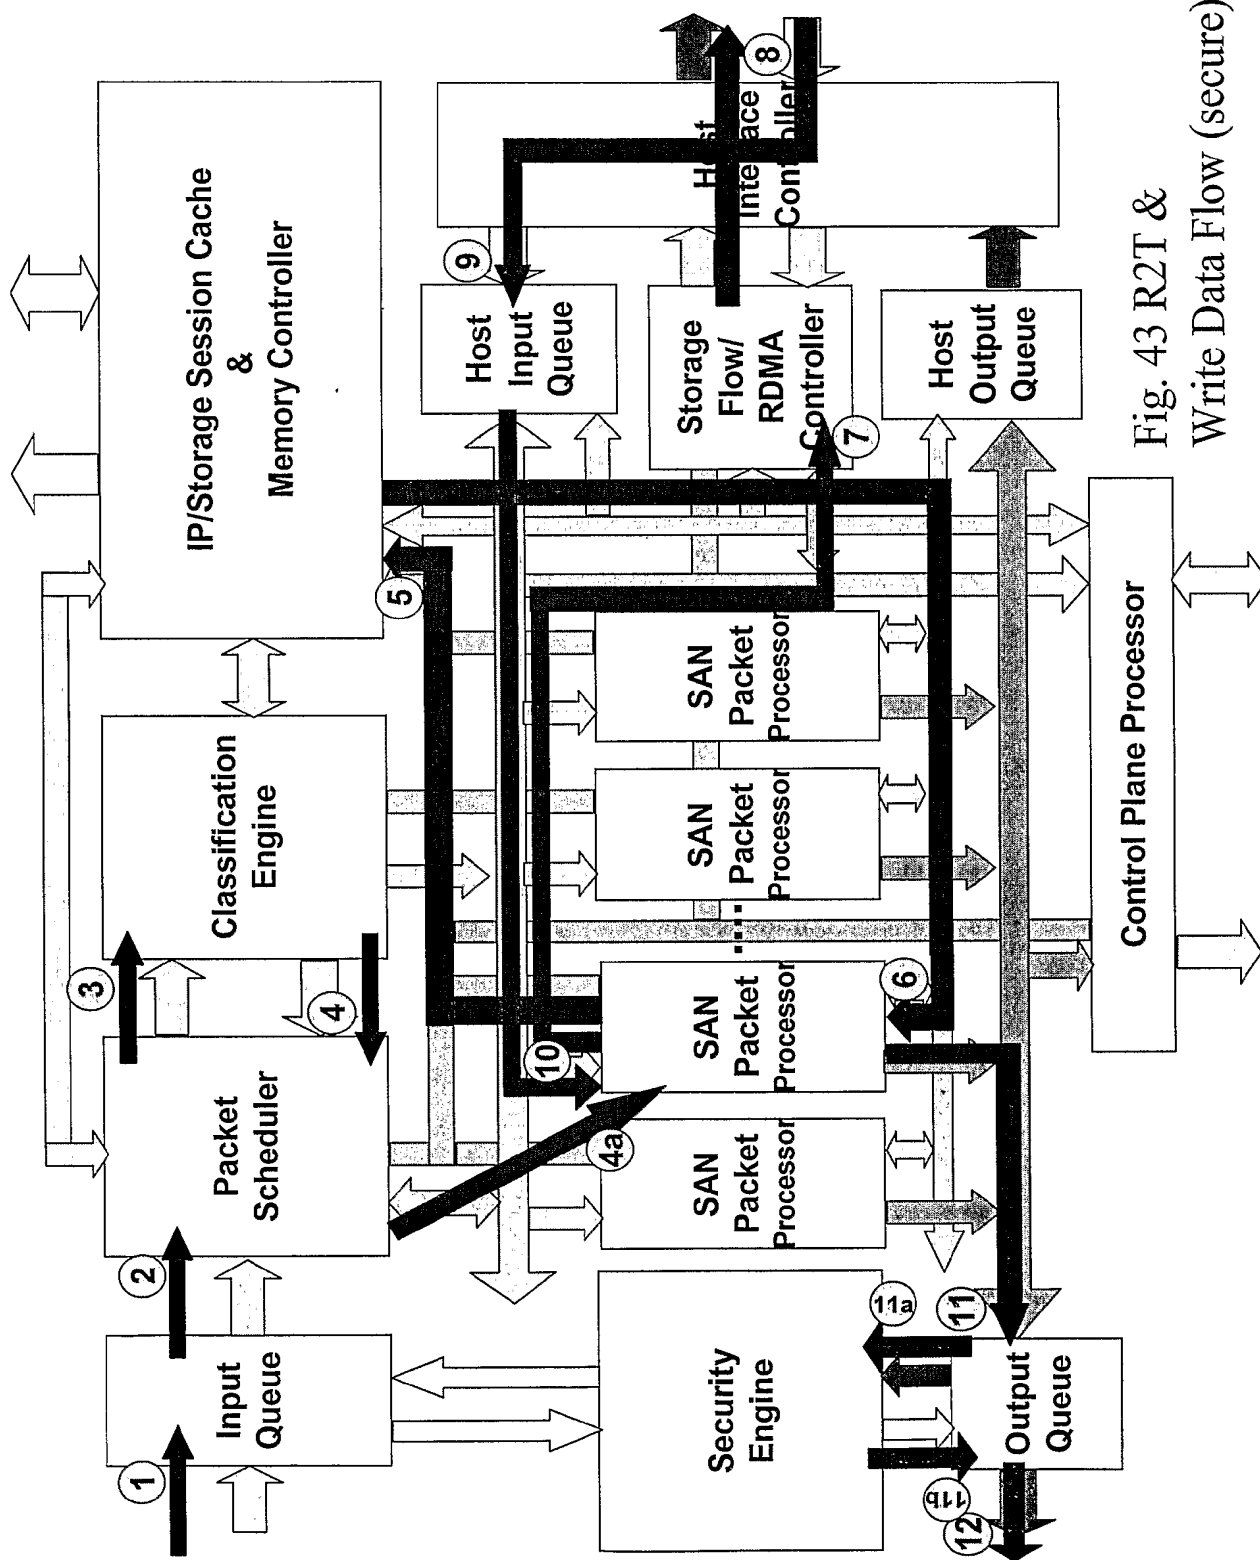 IP/Storage Session Cache
&
Memory Controller
Classification
Engine
Packet
Scheduler
Input
Queue
1
2
3
4
4a
5
6
7
8
9
10
11
11a
11b
12
Host
Input
Queue
Storage
Flow/
RDMA
Controller
Host
Output
Queue
Host
Interface
Controller
SAN
Packet
Processor
SAN
Packet
Processor
SAN
Packet
Processor
SAN
Packet
Processor
Security
Engine
Output
Queue
Control Plane Processor
Fig. 43 R2T &
Write Data Flow (secure)